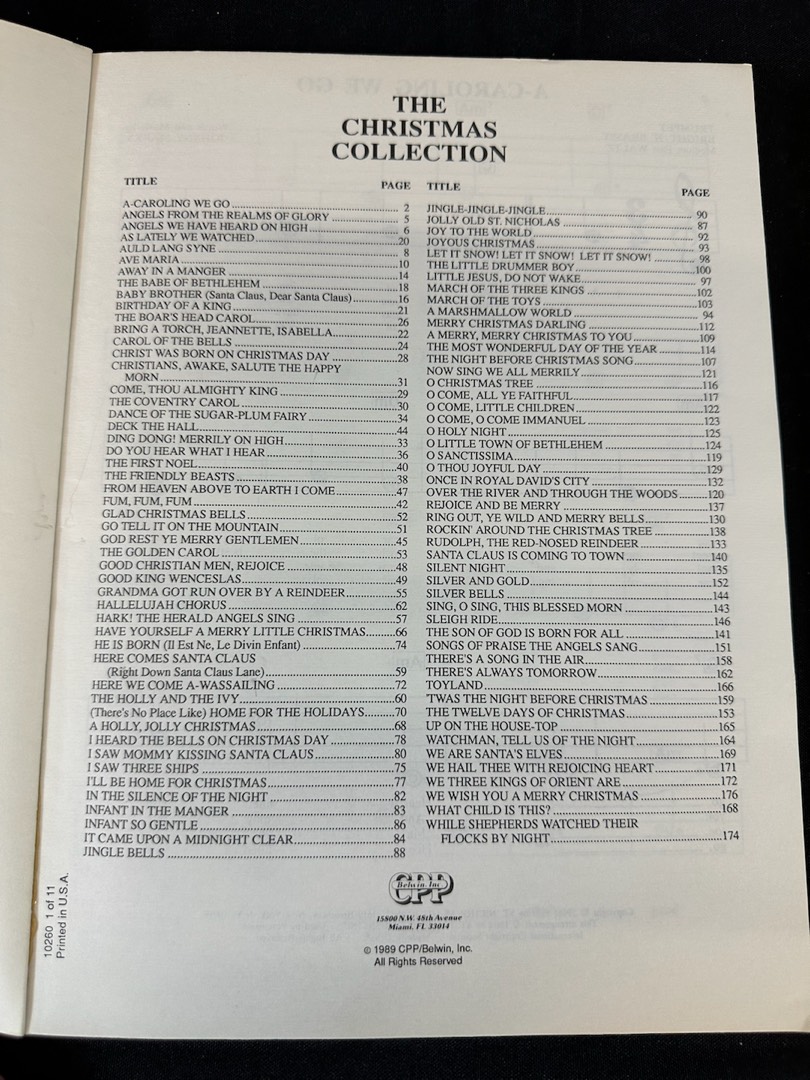 THE
CHRISTMAS
COLLECTION
TITLE PAGE
A-CAROLING WE GO 2
ANGELS FROM THE REALMS OF GLORY 5
ANGELS WE HAVE HEARD ON HIGH 6
AS LATELY WE WATCHED 20
AULD LANG SYNE 8
AVE MARIA 10
AWAY IN A MANGER 14
THE BABE OF BETHLEHEM 18
BABY BROTHER (Santa Claus, Dear Santa Claus) 16
BIRTHDAY OF A KING 21
THE BOAR'S HEAD CAROL 26
BRING A TORCH, JEANNETTE, ISABELLA 22
CAROL OF THE BELLS 24
CHRIST WAS BORN ON CHRISTMAS DAY 28
CHRISTIANS, AWAKE, SALUTE THE HAPPY
MORN 31
COME, THOU ALMIGHTY KING 29
THE COVENTRY CAROL 30
DANCE OF THE SUGAR-PLUM FAIRY 34
DECK THE HALL 44
DING DONG! MERRILY ON HIGH 33
DO YOU HEAR WHAT I HEAR 36
THE FIRST NOEL 40
THE FRIENDLY BEASTS 38
FROM HEAVEN ABOVE TO EARTH I COME 47
FUM, FUM, FUM 42
GLAD CHRISTMAS BELLS 52
GO TELL IT ON THE MOUNTAIN 51
GOD REST YE MERRY GENTLEMEN 45
THE GOLDEN CAROL 53
GOOD CHRISTIAN MEN, REJOICE 48
GOOD KING WENCESLAS 49
GRANDMA GOT RUN OVER BY A REINDEER 55
HALLELUJAH CHORUS 62
HARK! THE HERALD ANGELS SING 57
HAVE YOURSELF A MERRY LITTLE CHRISTMAS 66
HE IS BORN (Il Est Ne, Le Divin Enfant) 74
HERE COMES SANTA CLAUS
(Right Down Santa Claus Lane) 59
HERE WE COME A-WASSAILING 72
THE HOLLY AND THE IVY 60
(There's No Place Like) HOME FOR THE HOLIDAYS 70
A HOLLY, JOLLY CHRISTMAS 68
I HEARD THE BELLS ON CHRISTMAS DAY 78
I SAW MOMMY KISSING SANTA CLAUS 80
I SAW THREE SHIPS 75
I'LL BE HOME FOR CHRISTMAS 77
IN THE SILENCE OF THE NIGHT 82
INFANT IN THE MANGER 83
INFANT SO GENTLE 86
IT CAME UPON A MIDNIGHT CLEAR 84
JINGLE BELLS 88
TITLE PAGE
JINGLE-JINGLE-JINGLE 90
JOLLY OLD ST. NICHOLAS 87
JOY TO THE WORLD 92
JOYOUS CHRISTMAS 93
LET IT SNOW! LET IT SNOW! LET IT SNOW! 98
THE LITTLE DRUMMER BOY 100
LITTLE JESUS, DO NOT WAKE 97
MARCH OF THE THREE KINGS 102
MARCH OF THE TOYS 103
A MARSHMALLOW WORLD 94
MERRY CHRISTMAS DARLING 112
A MERRY, MERRY CHRISTMAS TO YOU 109
THE MOST WONDERFUL DAY OF THE YEAR 114
THE NIGHT BEFORE CHRISTMAS SONG 107
NOW SING WE ALL MERRILY 121
O CHRISTMAS TREE 116
O COME, ALL YE FAITHFUL 117
O COME, LITTLE CHILDREN 122
O COME, O COME IMMANUEL 123
O HOLY NIGHT 125
O LITTLE TOWN OF BETHLEHEM 124
O SANCTISSIMA 119
O THOU JOYFUL DAY 129
ONCE IN ROYAL DAVID'S CITY 132
OVER THE RIVER AND THROUGH THE WOODS 120
REJOICE AND BE MERRY 137
RING OUT, YE WILD AND MERRY BELLS 130
ROCKIN' AROUND THE CHRISTMAS TREE 138
RUDOLPH, THE RED-NOSED REINDEER 133
SANTA CLAUS IS COMING TO TOWN 140
SILENT NIGHT 135
SILVER AND GOLD 152
SILVER BELLS 144
SING, O SING, THIS BLESSED MORN 143
SLEIGH RIDE 146
THE SON OF GOD IS BORN FOR ALL 141
SONGS OF PRAISE THE ANGELS SANG 151
THERE'S A SONG IN THE AIR 158
THERE'S ALWAYS TOMORROW 162
TOYLAND 166
'TWAS THE NIGHT BEFORE CHRISTMAS 159
THE TWELVE DAYS OF CHRISTMAS 153
UP ON THE HOUSE-TOP 165
WATCHMAN, TELL US OF THE NIGHT 164
WE ARE SANTA'S ELVES 169
WE HAIL THEE WITH REJOICING HEART 171
WE THREE KINGS OF ORIENT ARE 172
WE WISH YOU A MERRY CHRISTMAS 176
WHAT CHILD IS THIS? 168
WHILE SHEPHERDS WATCHED THEIR
FLOCKS BY NIGHT 174
CPP
Belwin, Inc.
15800 N.W. 48th Avenue
Miami, FL 33014
© 1989 CPP/Belwin, Inc.
All Rights Reserved
10260 1 of 11
Printed in U.S.A.